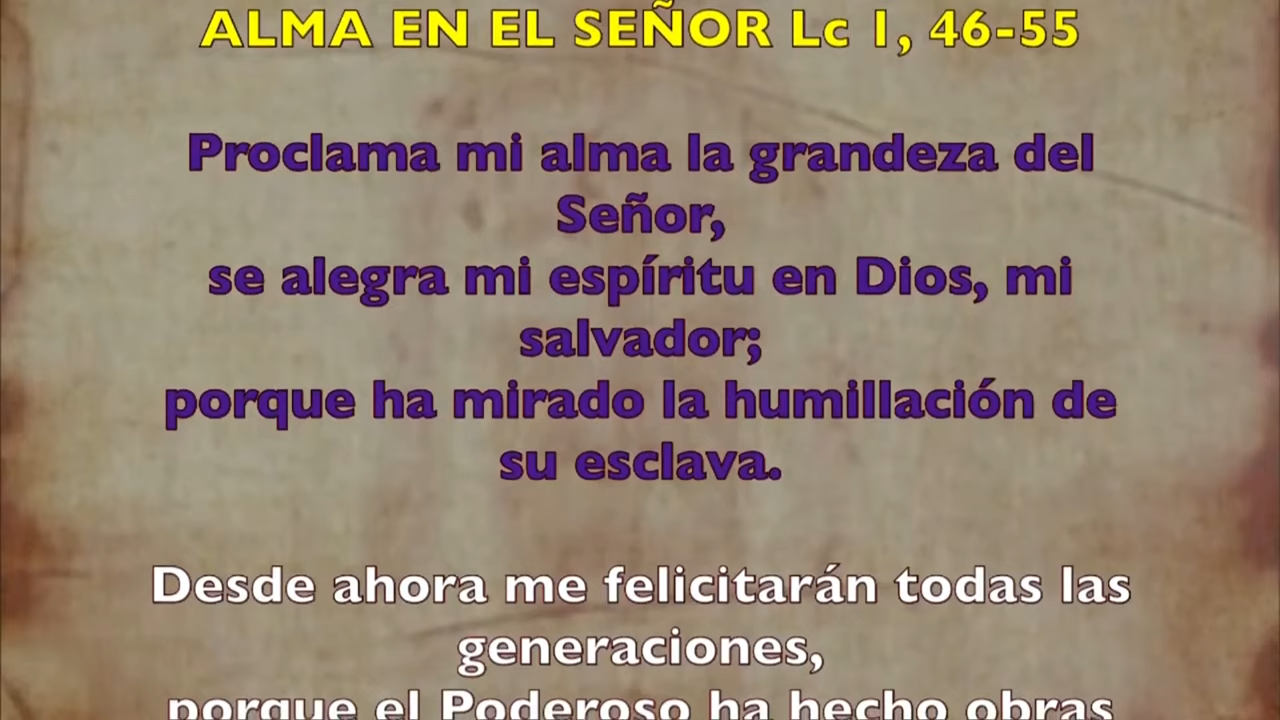 ALMA EN EL SEÑOR Lc 1, 46-55
Proclama mi alma la grandeza del
Señor,
se alegra mi espíritu en Dios, mi
salvador;
porque ha mirado la humillación de
su esclava.
Desde ahora me felicitarán todas las
generaciones,
porque el Poderoso ha hecho obras